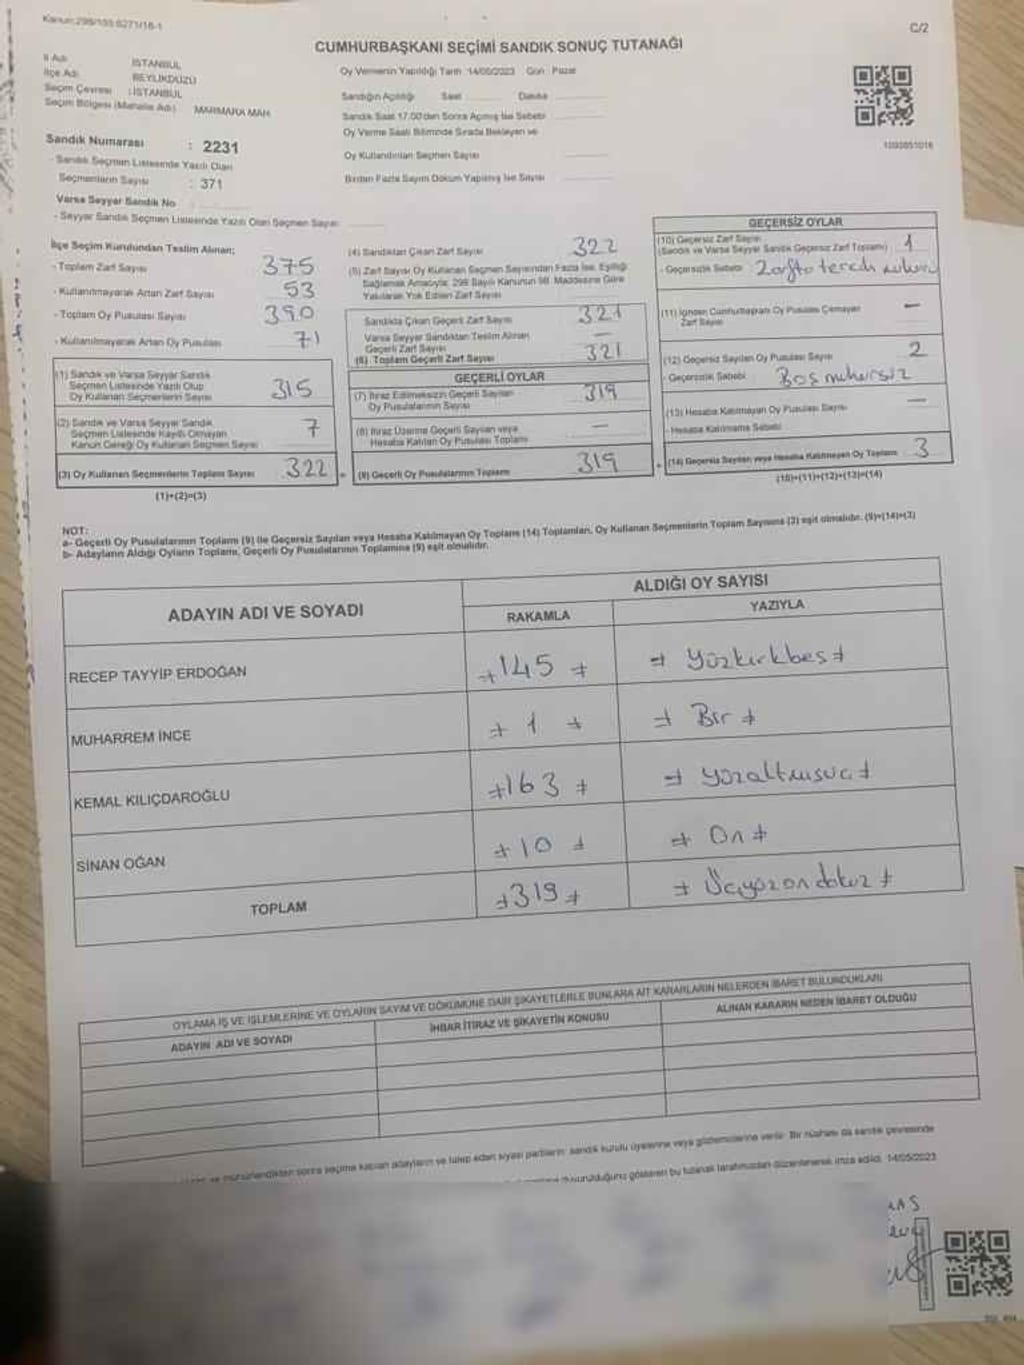 Kanun:298/103 6271/16-1
C/2
CUMHURBAŞKANI SEÇİMİ SANDIK SONUÇ TUTANAĞI
İl Adı : İSTANBUL
İlçe Adı : BEYLİKDÜZÜ
Seçim Çevresi : İSTANBUL
Seçim Bölgesi (Mahalle Adı) : MARMARA MAH
Sandık Numarası : 2231
- Sandık Seçmen Listesinde Yazılı Olan
Seçmenlerin Sayısı : 371
Varsa Seyyar Sandık No
- Seyyar Sandık Seçmen Listesinde Yazılı Olan Seçmen Sayısı
Oy Vermenin Yapıldığı Tarih :14/05/2023 Gün : Pazar
Sandığın Açıldığı Saat Dakika
Sandık Saat 17.00'den Sonra Açmış İse Sebebi
Oy Verme Saati Bitiminde Sırada Bekleyen ve
Oy Kullandırılan Seçmen Sayısı
Birden Fazla Sayım Döküm Yapılmış İse Sayısı
İlçe Seçim Kurulundan Teslim Alınan;
- Toplam Zarf Sayısı 375
- Kullanılmayarak Artan Zarf Sayısı 53
- Toplam Oy Pusulası Sayısı 390
- Kullanılmayarak Artan Oy Pusulası 71
(1) Sandık ve Varsa Seyyar Sandık
Seçmen Listesinde Yazılı Olup
Oy Kullanan Seçmenlerin Sayısı 315
(2) Sandık ve Varsa Seyyar Sandık
Seçmen Listesinde Kayıtlı Olmayan
Kanun Gereği Oy Kullanan Seçmen Sayısı 7
(3) Oy Kullanan Seçmenlerin Toplam Sayısı 322 =
(1)+(2)=(3)
(4) Sandıktan Çıkan Zarf Sayısı 322
(5) Zarf Sayısı Oy Kullanan Seçmen Sayısından Fazla İse, Eşitliği
Sağlamak Amacıyla; 298 Sayılı Kanunun 98. Maddesine Göre
Yakılarak Yok Edilen Zarf Sayısı
Sandıkta Çıkan Geçerli Zarf Sayısı 321
Varsa Seyyar Sandıktan Teslim Alınan
Geçerli Zarf Sayısı —
(6) Toplam Geçerli Zarf Sayısı 321
GEÇERLİ OYLAR
(7) İtiraz Edilmeksizin Geçerli Sayılan
Oy Pusulalarının Sayısı 319
(8) İtiraz Üzerine Geçerli Sayılan veya
Hesaba Katılan Oy Pusulası Toplamı —
(9) Geçerli Oy Pusulalarının Toplamı 319 +
GEÇERSİZ OYLAR
(10) Geçersiz Zarf Sayısı
(Sandık ve Varsa Seyyar Sandık Geçersiz Zarf Toplamı) 1
- Geçersizlik Sebebi
(11) İçinden Cumhurbaşkanı Oy Pusulası Çıkmayan
Zarf Sayısı —
(12) Geçersiz Sayılan Oy Pusulası Sayısı 2
- Geçersizlik Sebebi : Boş mühürsüz
(13) Hesaba Katılmayan Oy Pusulası Sayısı —
- Hesaba Katılmama Sebebi
(14) Geçersiz Sayılan veya Hesaba Katılmayan Oy Toplamı 3
(10)+(11)+(12)+(13)=(14)
NOT:
a- Geçerli Oy Pusulalarının Toplamı (9) ile Geçersiz Sayılan veya Hesaba Katılmayan Oy Toplamı (14) Toplamları, Oy Kullanan Seçmenlerin Toplam Sayısına (3) eşit olmalıdır. (9)+(14)=(3)
b- Adayların Aldığı Oyların Toplamı, Geçerli Oy Pusulalarının Toplamına (9) eşit olmalıdır.
ADAYIN ADI VE SOYADI
ALDIĞI OY SAYISI
RAKAMLA YAZIYLA
RECEP TAYYİP ERDOĞAN 145 Yüzkırkbeş
MUHARREM İNCE 1 Bir
KEMAL KILIÇDAROĞLU 163 yüzaltmışüç
SİNAN OĞAN 10 On
TOPLAM 319 Üçyüzondokuz
OYLAMA İŞ VE İŞLEMLERİNE VE OYLARIN SAYIM VE DÖKÜMÜNE DAİR ŞİKAYETLERLE BUNLARA AİT KARARLARIN NELERDEN İBARET BULUNDUKLARI
ADAYIN ADI VE SOYADI İHBAR İTİRAZ VE ŞİKAYETİN KONUSU ALINAN KARARIN NEDEN İBARET OLDUĞU
mühürlendikten sonra seçime katılan adayların ve talep eden siyasi partilerin sandık kurulu üyelerine veya gözlemcilerine verilir. Bir nüshası da sandık çevresinde
duyurulduğunu gösteren bu tutanak tarafımızdan düzenlenerek imza edildi. 14/05/2023